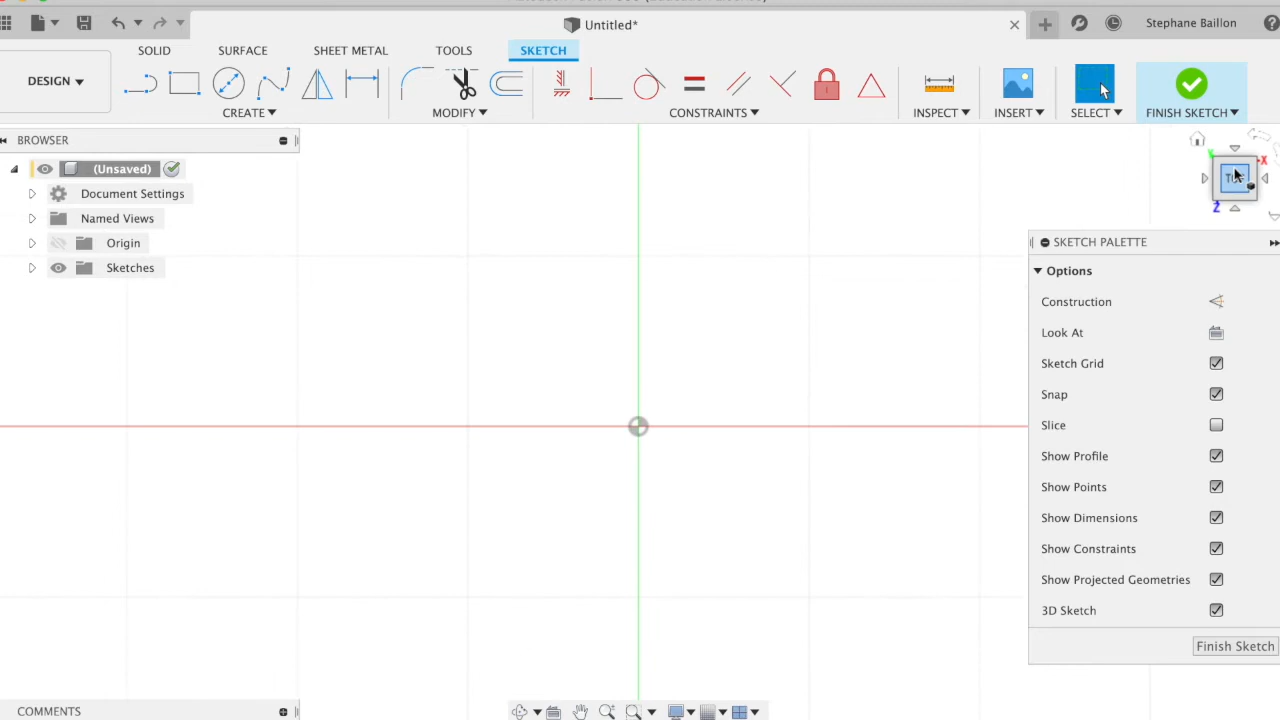 Untitled*
Stephane Baillon
SOLID SURFACE SHEET METAL TOOLS SKETCH
DESIGN
CREATE MODIFY CONSTRAINTS INSPECT INSERT SELECT FINISH SKETCH
BROWSER
(Unsaved)
Document Settings
Named Views
Origin
Sketches
X
Z
SKETCH PALETTE
Options
Construction
Look At
Sketch Grid
Snap
Slice
Show Profile
Show Points
Show Dimensions
Show Constraints
Show Projected Geometries
3D Sketch
Finish Sketch
COMMENTS